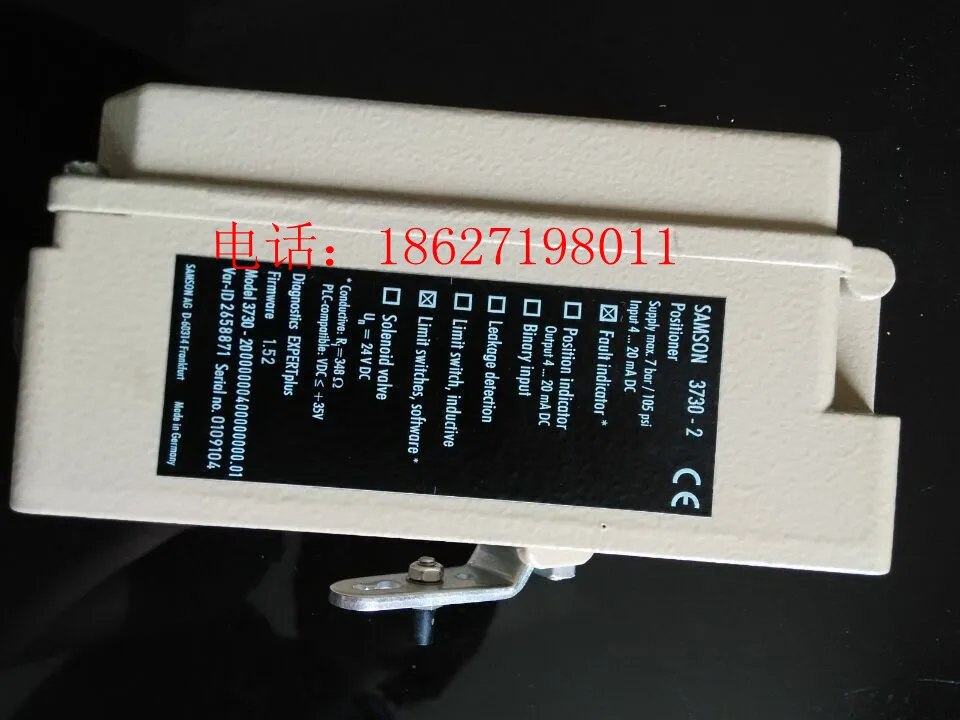 电话：18627198011
SAMSON 3730 - 2 CE
Positioner
Supply max. 7 bar / 105 psi
Input 4 ... 20 mA DC
Fault indicator *
Position indicator
Output 4 ... 20 mA DC
Binary input
Leakage detection
Limit switch, inductive
Limit switches, software *
Solenoid valve
Un = 24 V DC
* Conductive: Ri = 348 Ω
PLC-compatible: VDC ≤ + 35V
Diagnostics EXPERTplus
Firmware 1.52
Model 3730 - 20000000400000000.01
Var-ID 2658871 Serial no. 0109104
SAMSON AG D-60314 Frankfurt Made in Germany